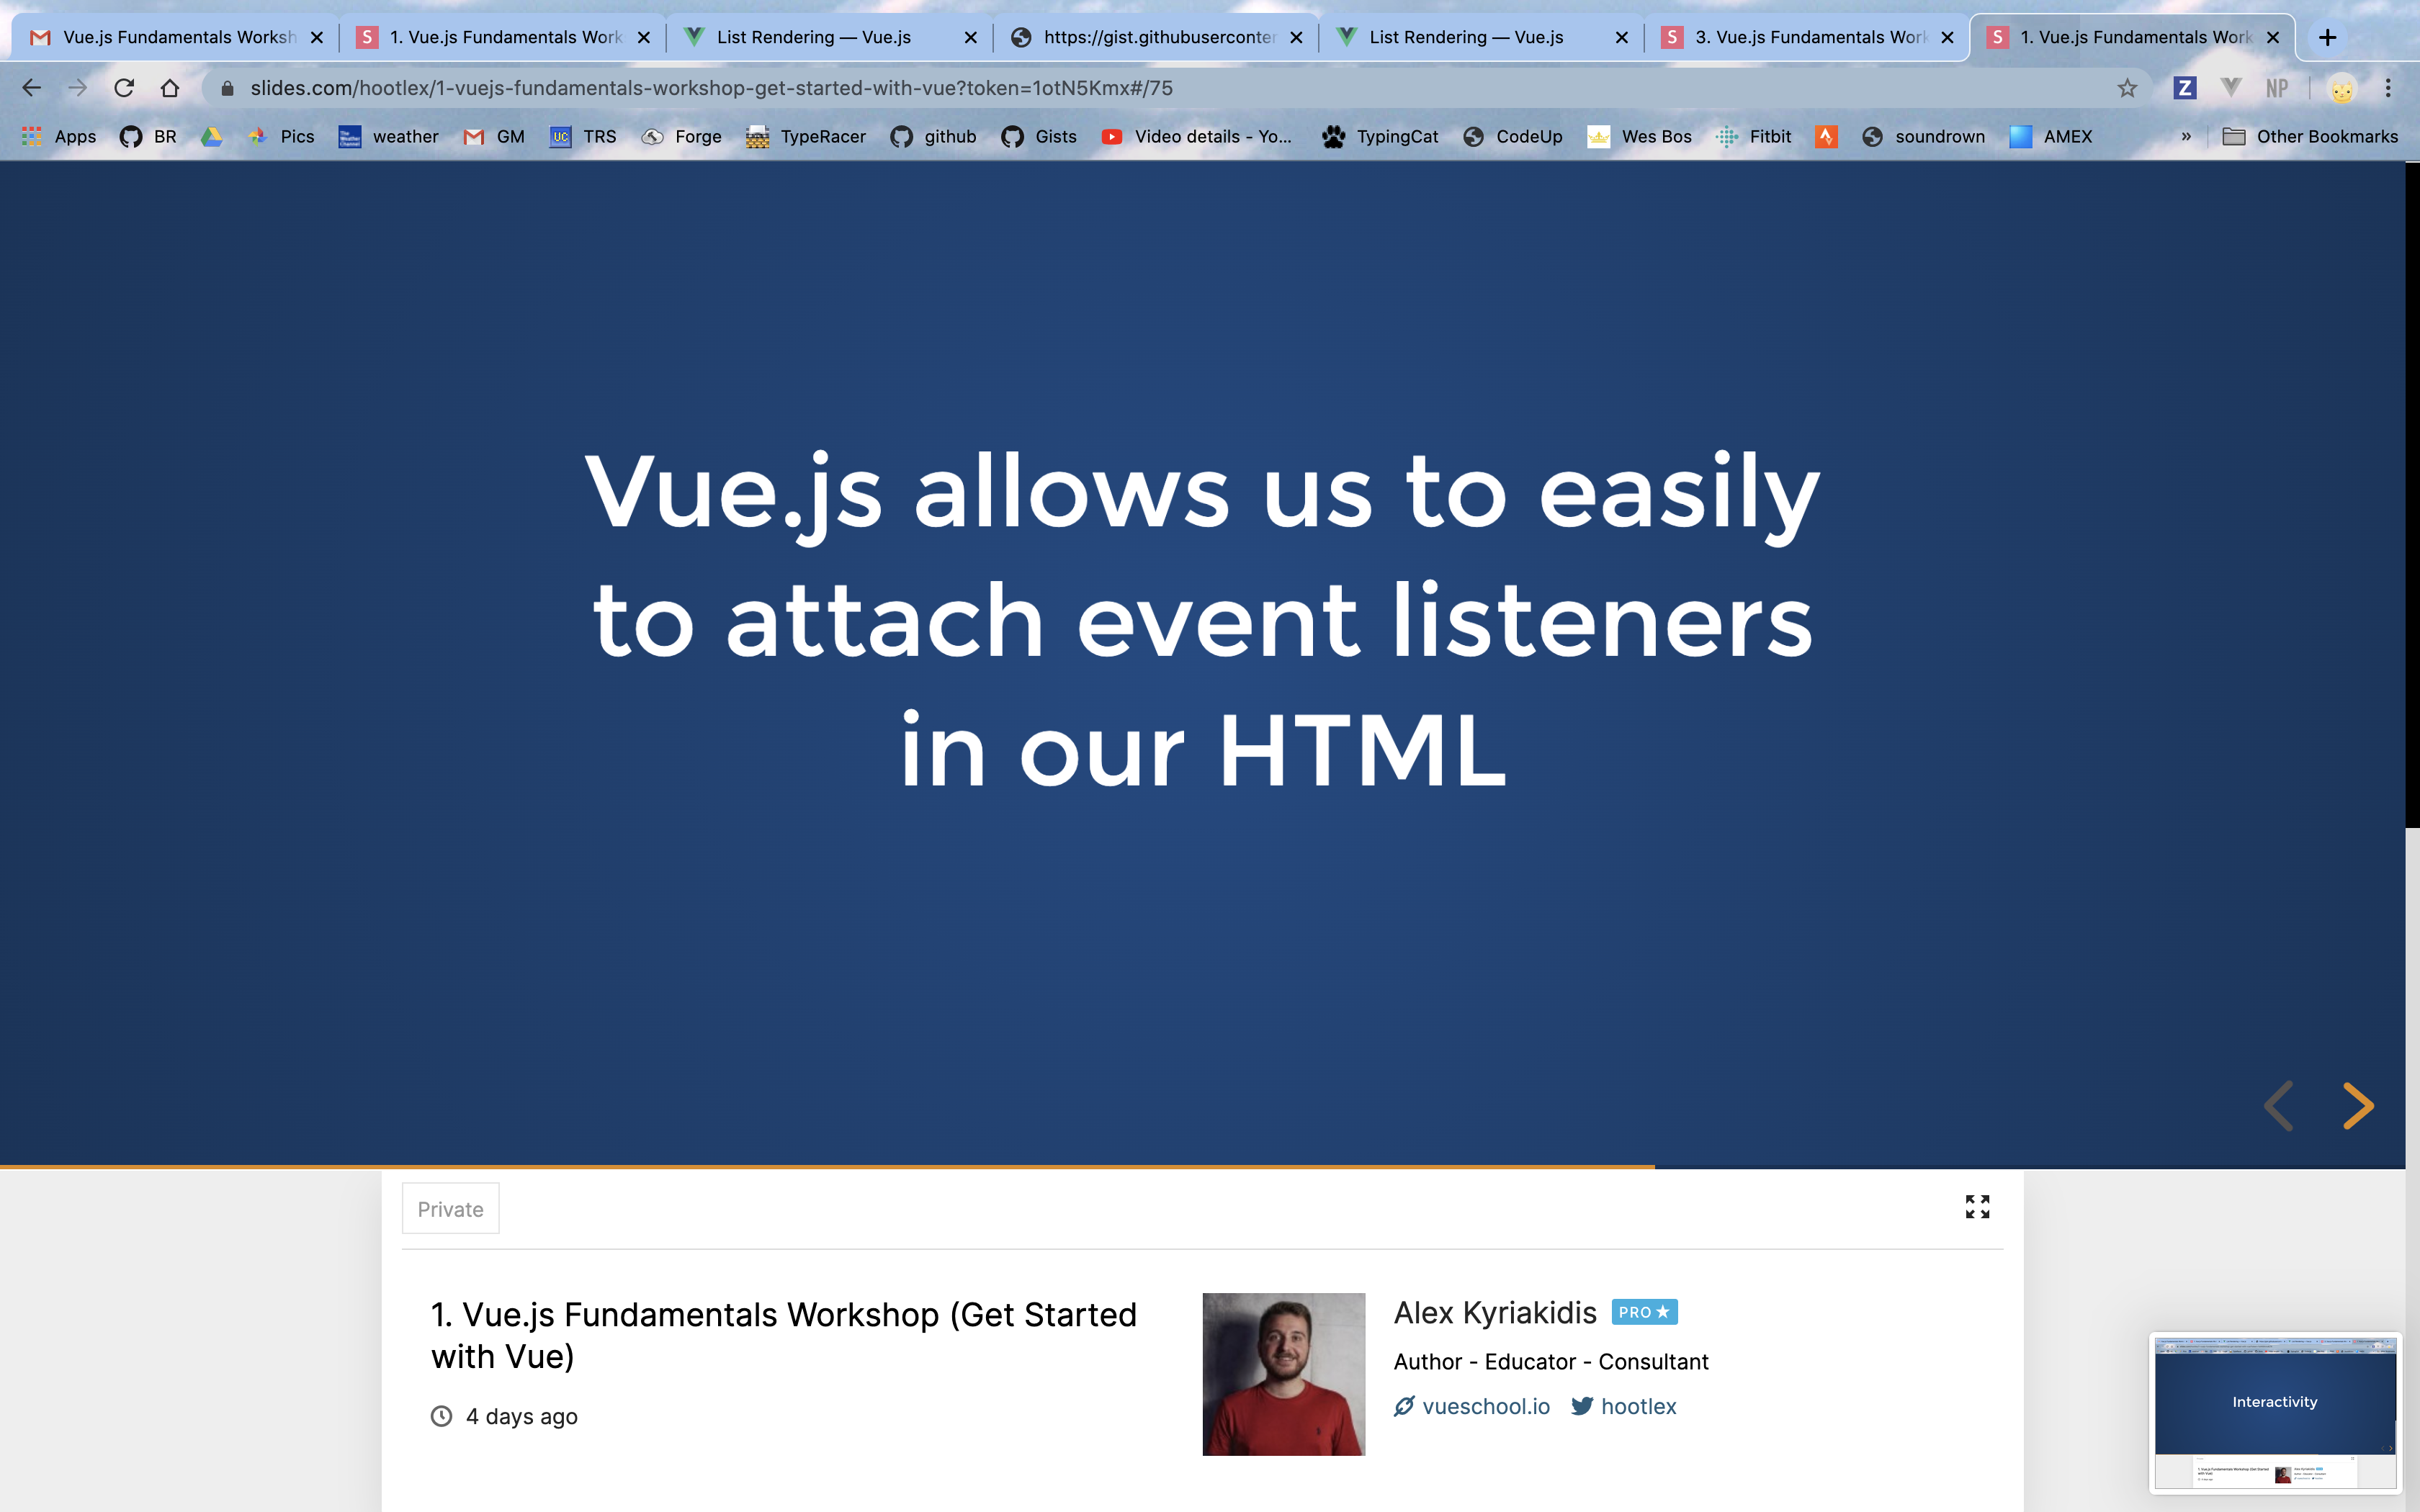 Vue.js Fundamentals Worksh
1. Vue.js Fundamentals Work
List Rendering — Vue.js
https://gist.githubuserconter
List Rendering — Vue.js
3. Vue.js Fundamentals Work
1. Vue.js Fundamentals Work
slides.com/hootlex/1-vuejs-fundamentals-workshop-get-started-with-vue?token=1otN5Kmx#/75
Z
NP
Apps
BR
Pics
weather
GM
UC
TRS
Forge
TypeRacer
github
Gists
Video details - Yo...
TypingCat
CodeUp
Wes Bos
Fitbit
soundrown
AMEX
»
Other Bookmarks
Vue.js allows us to easily
to attach event listeners
in our HTML
Private
1. Vue.js Fundamentals Workshop (Get Started
with Vue)
4 days ago
Alex Kyriakidis PRO
Author - Educator - Consultant
vueschool.io hootlex
Interactivity